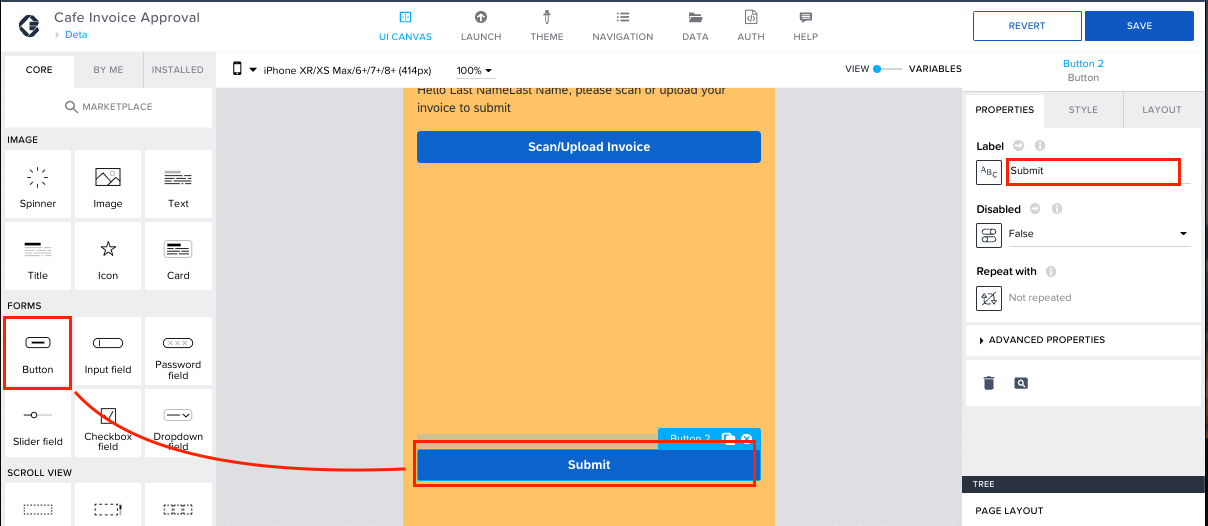 Cafe Invoice Approval
Deta
UI CANVAS
LAUNCH
THEME
NAVIGATION
DATA
AUTH
HELP
REVERT
SAVE
CORE
BY ME
INSTALLED
iPhone XR/XS Max/6+/7+/8+ (414px)
100%
VIEW
VARIABLES
Button 2
Button
MARKETPLACE
Hello Last NameLast Name, please scan or upload your
invoice to submit
Scan/Upload Invoice
PROPERTIES
STYLE
LAYOUT
IMAGE
Spinner
Image
Text
Title
Icon
Card
Label
ABC
Submit
Disabled
False
Repeat with
Not repeated
ADVANCED PROPERTIES
FORMS
Button
Input field
Password
field
Slider field
Checkbox
field
Dropdown
field
Button 2
Submit
SCROLL VIEW
TREE
PAGE LAYOUT